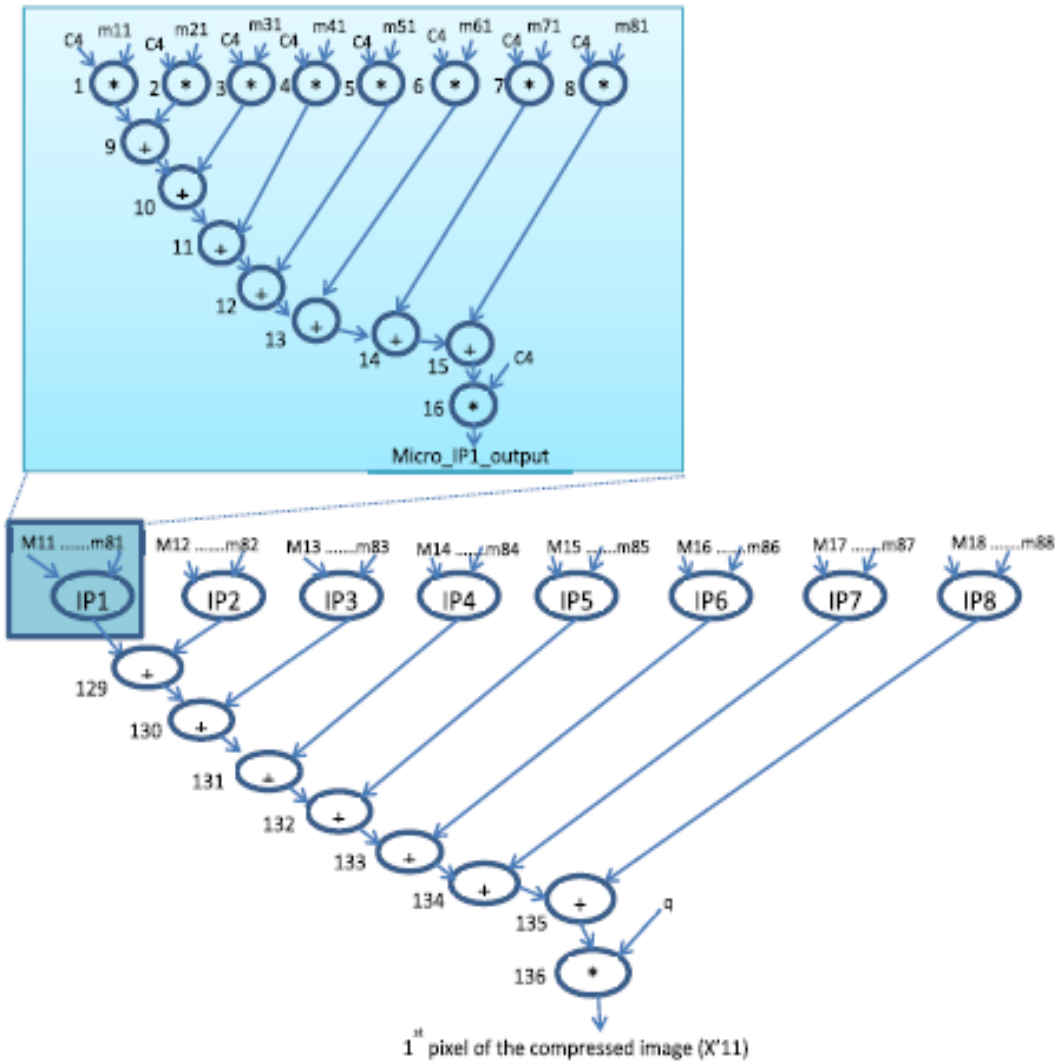 C4 m11 C4 m21 C4 m31 C4 m41 C4 m51 C4 m61 C4 m71 C4 m81
1 * 2 * 3 * 4 * 5 * 6 * 7 * 8 *
9 +
10 +
11 +
12 +
13 +
14 +
15 +
C4
16 *
Micro_IP1_output
M11 ......m81 M12 .......m82 M13 .......m83 M14 .......m84 M15 .......m85 M16 .......m86 M17 .......m87 M18 .......m88
IP1 IP2 IP3 IP4 IP5 IP6 IP7 IP8
129 +
130 +
131 +
132 +
133 +
134 +
135 +
q
136 *
1st pixel of the compressed image (X'11)